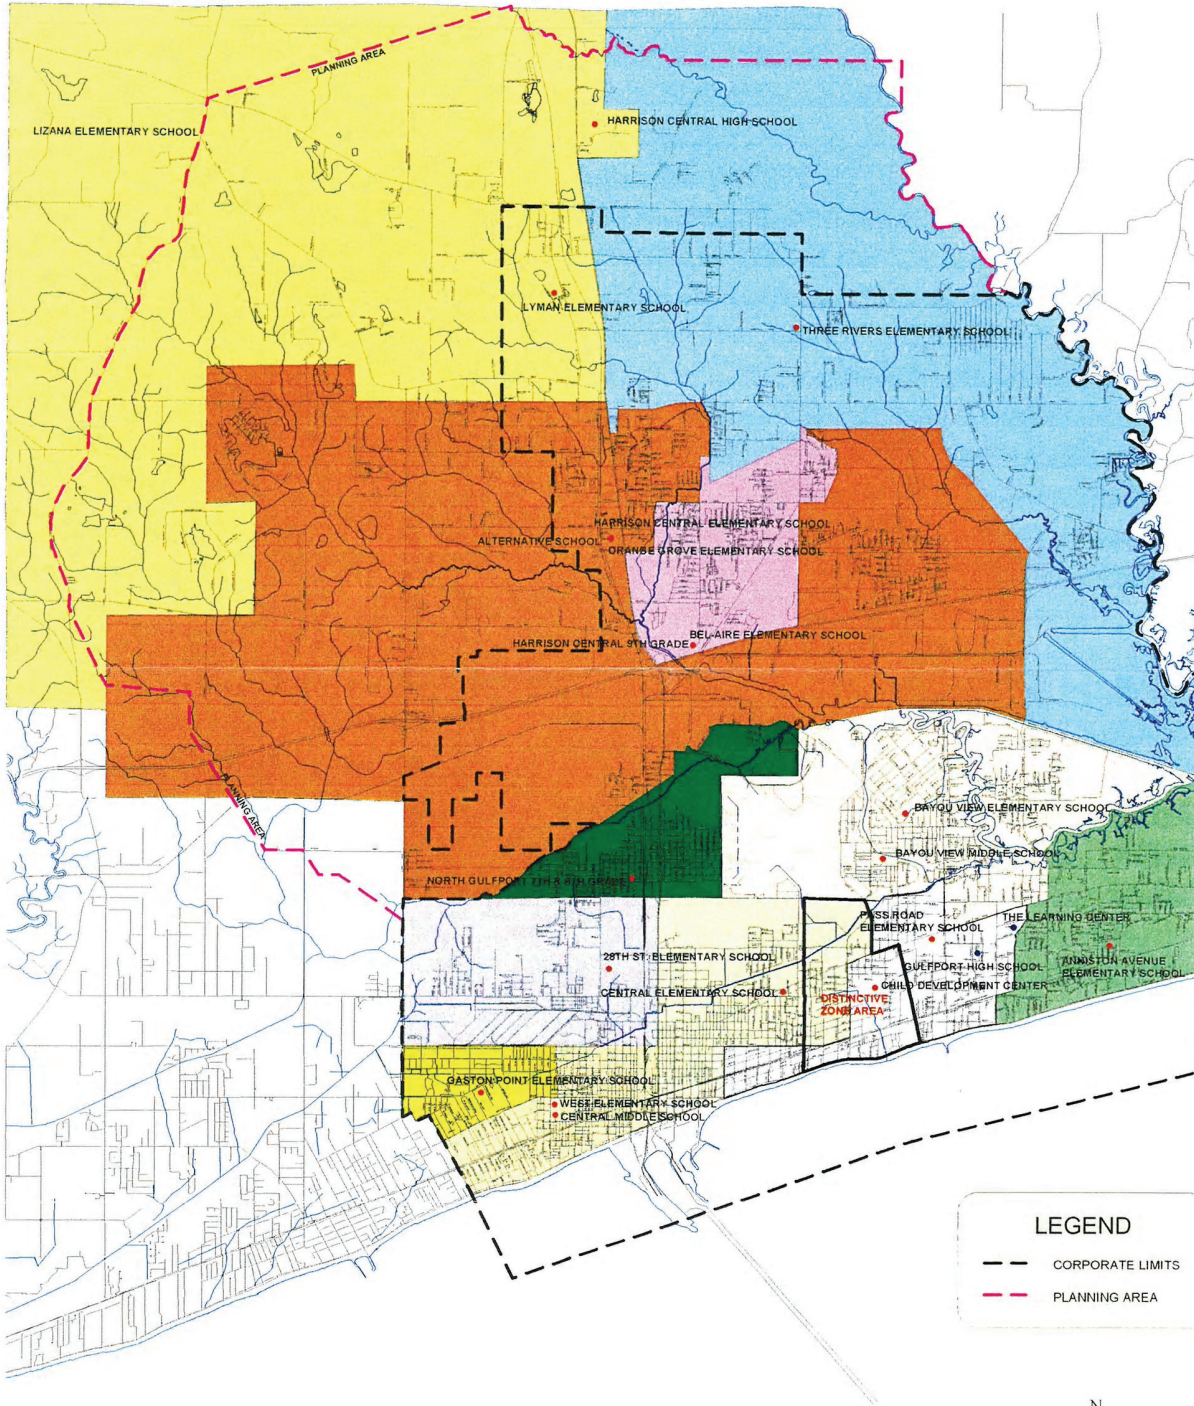 PLANNING AREA
LIZANA ELEMENTARY SCHOOL
HARRISON CENTRAL HIGH SCHOOL
LYMAN ELEMENTARY SCHOOL
THREE RIVERS ELEMENTARY SCHOOL
HARRISON CENTRAL ELEMENTARY SCHOOL
ALTERNATIVE SCHOOL
ORANGE GROVE ELEMENTARY SCHOOL
BEL-AIRE ELEMENTARY SCHOOL
HARRISON CENTRAL 9TH GRADE
PLANNING AREA
BAYOU VIEW ELEMENTARY SCHOOL
BAYOU VIEW MIDDLE SCHOOL
NORTH GULFPORT 7TH & 8TH GRADE
PASS ROAD
ELEMENTARY SCHOOL
THE LEARNING CENTER
28TH ST. ELEMENTARY SCHOOL
GULFPORT HIGH SCHOOL
ANNISTON AVENUE
ELEMENTARY SCHOOL
CENTRAL ELEMENTARY SCHOOL
CHILD DEVELOPMENT CENTER
DISTINCTIVE
ZONE AREA
GASTON POINT ELEMENTARY SCHOOL
WEST ELEMENTARY SCHOOL
CENTRAL MIDDLE SCHOOL
LEGEND
CORPORATE LIMITS
PLANNING AREA
N